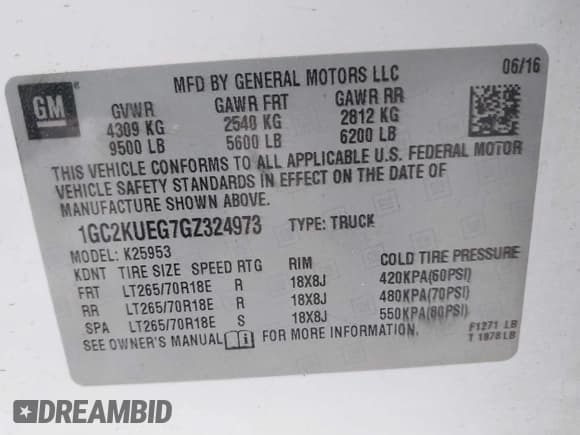 MFD BY GENERAL MOTORS LLC
06/16
GM
GVWR GAWR FRT GAWR RR
4309 KG 2540 KG 2812 KG
9500 LB 5600 LB 6200 LB
THIS VEHICLE CONFORMS TO ALL APPLICABLE U.S. FEDERAL MOTOR
VEHICLE SAFETY STANDARDS IN EFFECT ON THE DATE OF
MANUFACTURE SHOWN ABOVE.
1GC2KUEG7GZ324973 TYPE: TRUCK
MODEL: K25953
KDNT TIRE SIZE SPEED RTG RIM COLD TIRE PRESSURE
FRT LT265/70R18E R 18X8J 420KPA(60PSI)
RR LT265/70R18E R 18X8J 480KPA(70PSI)
SPA LT265/70R18E S 18X8J 550KPA(80PSI)
SEE OWNER'S MANUAL FOR MORE INFORMATION
F1271 LB
T 1878 LB
DREAMBID